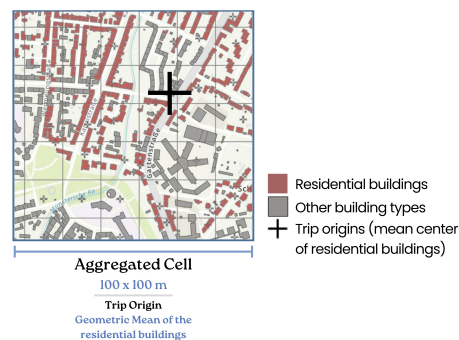 Gartenstraße
Sch
Residential buildings
Other building types
Trip origins (mean center
of residential buildings)
Aggregated Cell
100 x 100 m
Trip Origin
Geometric Mean of the
residential buildings